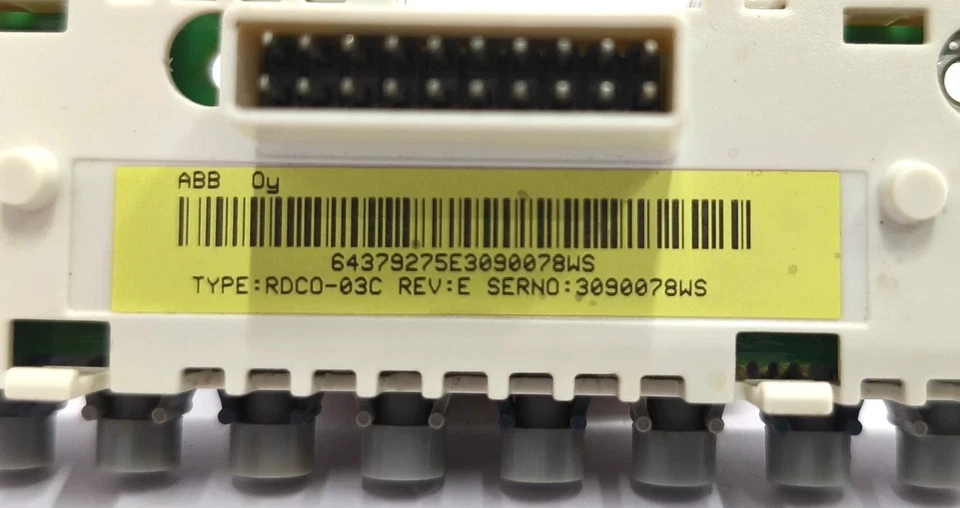 ABB Oy
64379275E3090078WS
TYPE:RDCO-03C REV:E SERNO:3090078WS